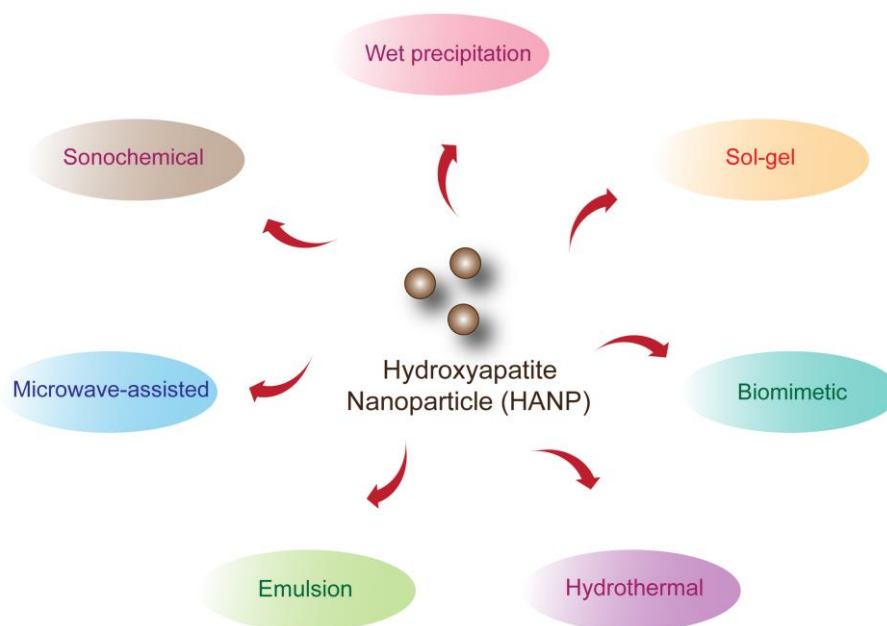 Wet precipitation
Sonochemical
Sol-gel
Hydroxyapatite
Nanoparticle (HANP)
Microwave-assisted
Biomimetic
Emulsion
Hydrothermal